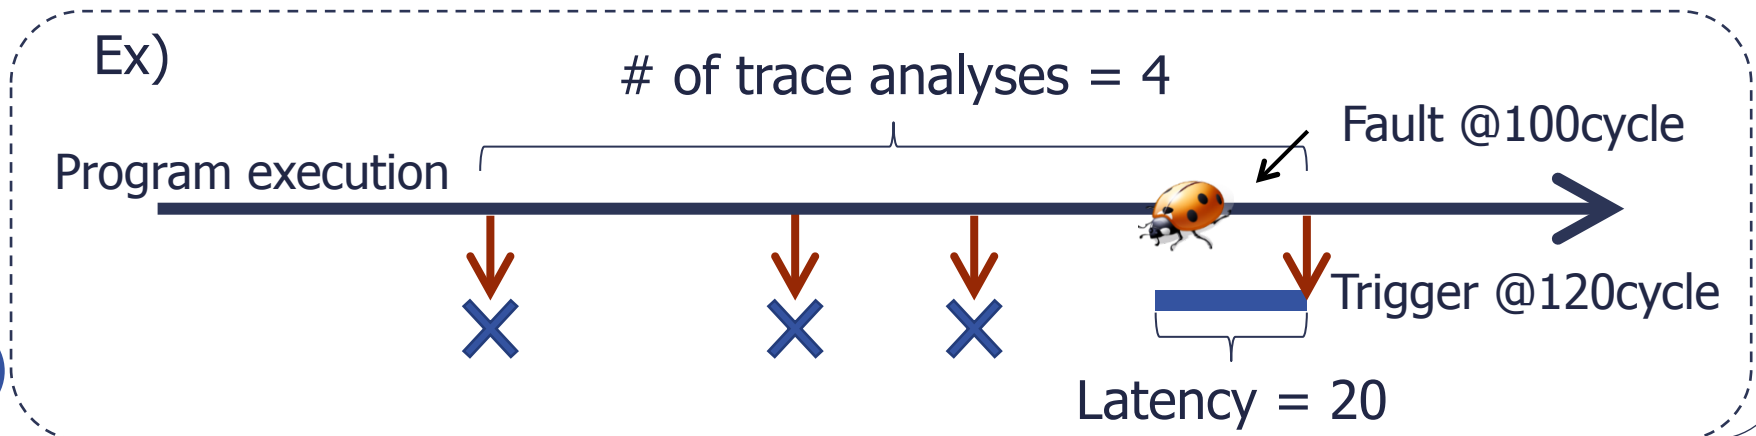 Ex)
# of trace analyses = 4
Fault @100cycle
Program execution
Trigger @120cycle
Latency = 20